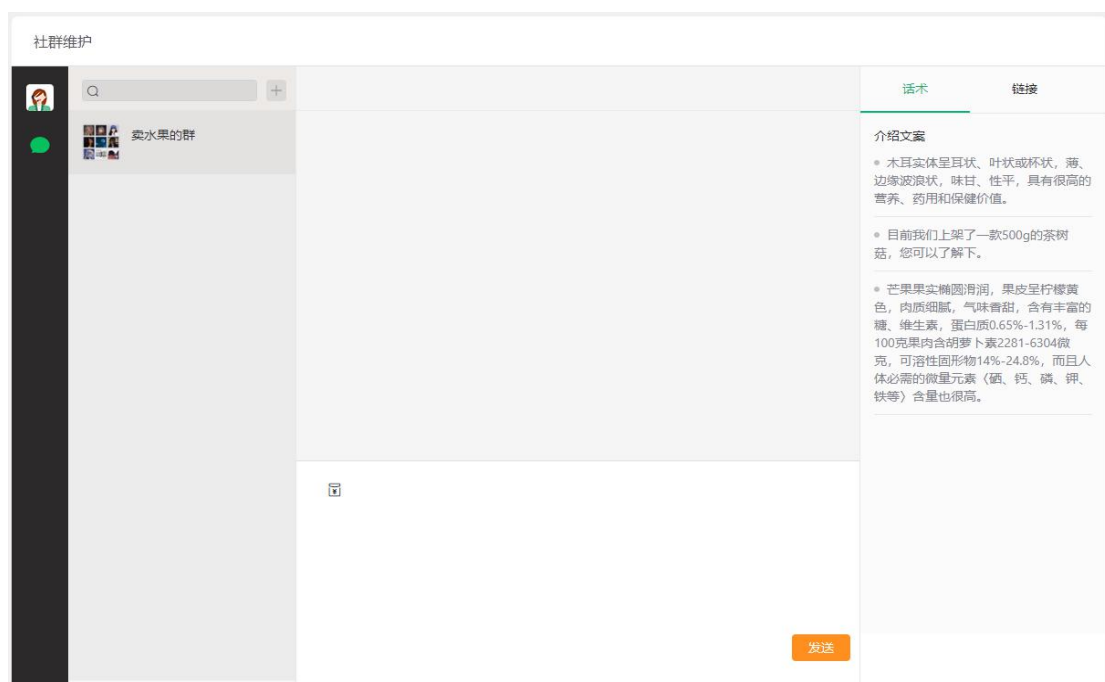 社群维护
话术 链接
卖水果的群
介绍文案
木耳实体呈耳状、叶状或杯状，薄、
边缘波浪状，味甘、性平，具有很高的
营养、药用和保健价值。
目前我们上架了一款500g的茶树
菇，您可以了解下。
芒果果实椭圆滑润，果皮呈柠檬黄
色，肉质细腻，气味香甜，含有丰富的
糖、维生素，蛋白质0.65%-1.31%，每
100克果肉含胡萝卜素2281-6304微
克，可溶性固形物14%-24.8%，而且人
体必需的微量元素（硒、钙、磷、钾、
铁等）含量也很高。
发送